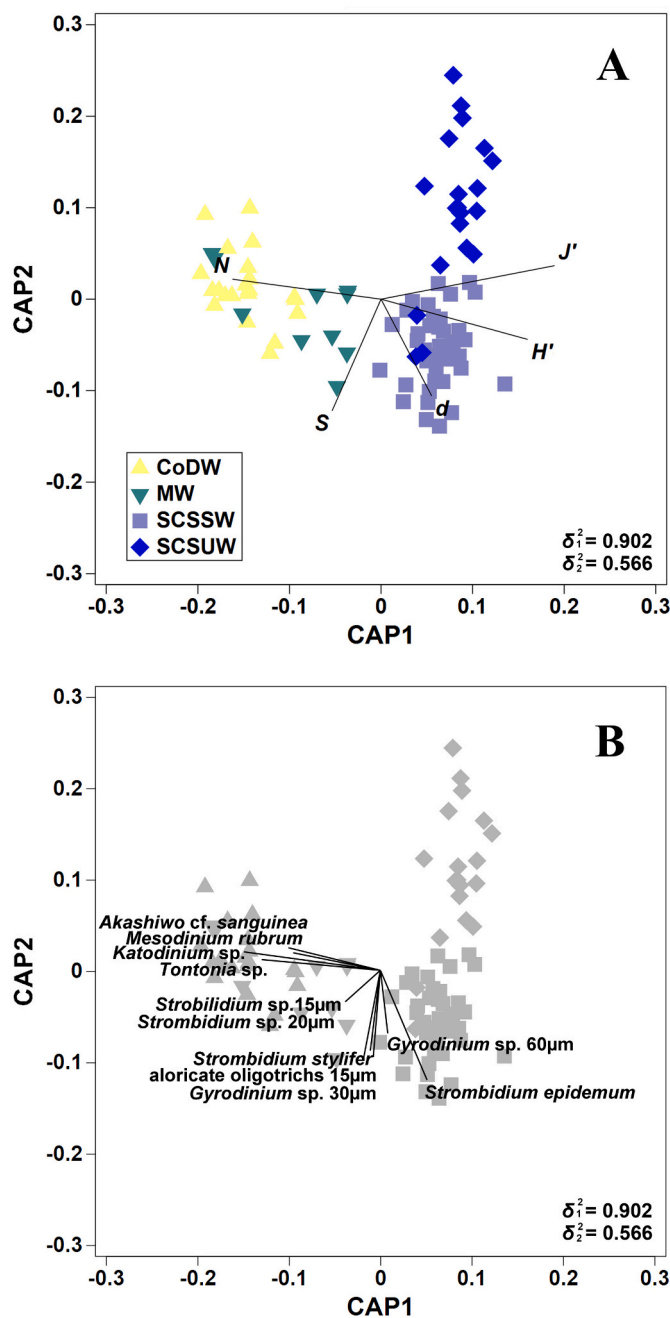 A
0.3
0.2
0.1
0
-0.1
-0.2
-0.3
CAP2
N
J'
H'
d
S
CoDW
MW
SCSSW
SCSUW
δ₁² = 0.902
δ₂² = 0.566
-0.3 -0.2 -0.1 0 0.1 0.2 0.3
CAP1
B
0.3
0.2
0.1
0
-0.1
-0.2
-0.3
CAP2
Akashiwo cf. sanguinea
Mesodinium rubrum
Katodinium sp.
Tontonia sp.
Strobilidium sp.15µm
Strombidium sp. 20µm
Gyrodinium sp. 60µm
Strombidium stylifer
aloricate oligotrichs 15µm
Gyrodinium sp. 30µm
Strombidium epidemum
δ₁² = 0.902
δ₂² = 0.566
-0.3 -0.2 -0.1 0 0.1 0.2 0.3
CAP1